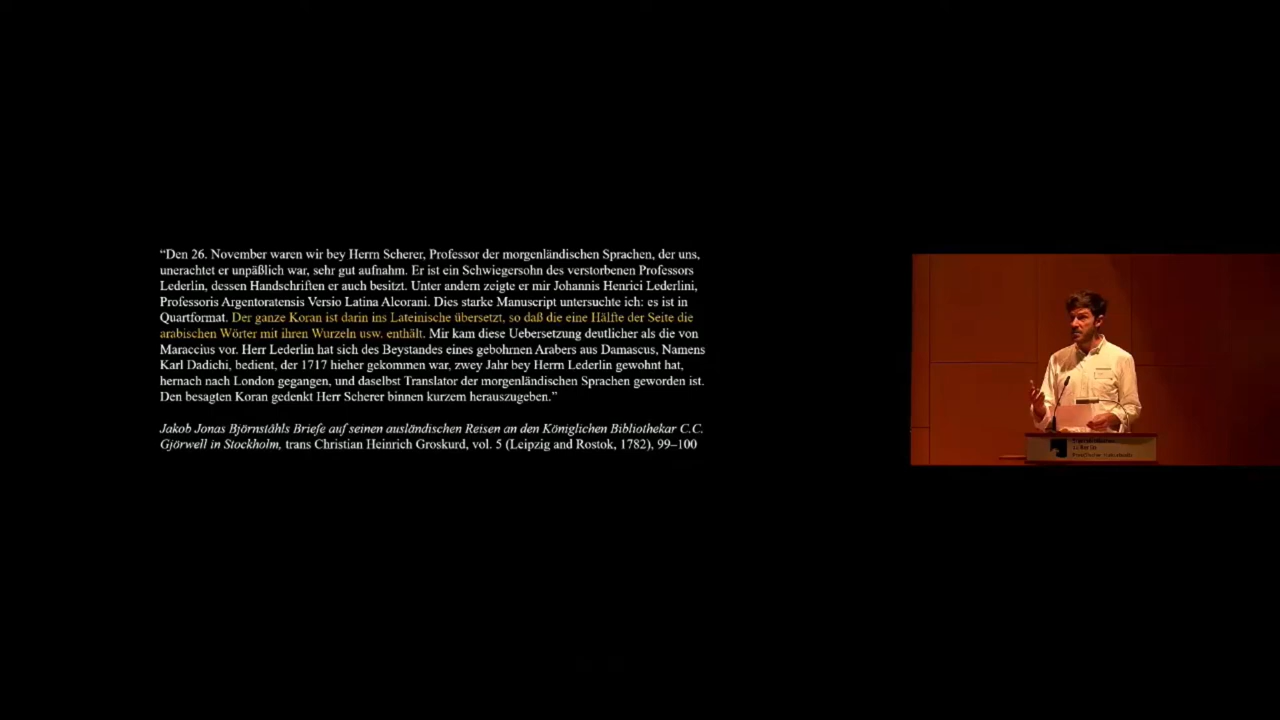 “Den 26. November waren wir bey Herrn Scherer, Professor der morgenländischen Sprachen, der uns,
unerachtet er unpäßlich war, sehr gut aufnahm. Er ist ein Schwiegersohn des verstorbenen Professors
Lederlin, dessen Handschriften er auch besitzt. Unter andern zeigte er mir Johannis Henrici Lederlini,
Professoris Argentoratensis Versio Latina Alcorani. Dies starke Manuscript untersuchte ich: es ist in
Quartformat. Der ganze Koran ist darin ins Lateinische übersetzt, so daß die eine Hälfte der Seite die
arabischen Wörter mit ihren Wurzeln usw. enthält. Mir kam diese Uebersetzung deutlicher als die von
Maraccius vor. Herr Lederlin hat sich des Beystandes eines gebohrnen Arabers aus Damascus, Namens
Karl Dadichi, bedient, der 1717 hieher gekommen war, zwey Jahr bey Herrn Lederlin gewohnt hat,
hernach nach London gegangen, und daselbst Translator der morgenländischen Sprachen geworden ist.
Den besagten Koran gedenkt Herr Scherer binnen kurzem herauszugeben.”
Jakob Jonas Björnståhls Briefe auf seinen ausländischen Reisen an den Königlichen Bibliothekar C.C.
Gjörwell in Stockholm, trans Christian Heinrich Groskurd, vol. 5 (Leipzig and Rostok, 1782), 99–100